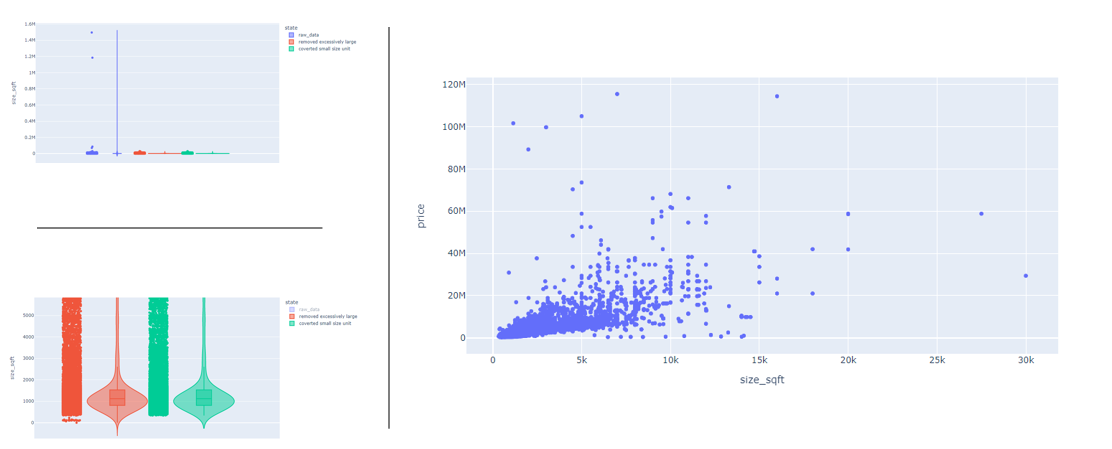 1.6M
1.4M
1.2M
1M
0.8M
0.6M
0.4M
0.2M
0
size_sqft
state
raw_data
removed excessively large
coverted small size unit
5000
4000
3000
2000
1000
0
size_sqft
state
raw_data
removed excessively large
coverted small size unit
120M
100M
80M
60M
40M
20M
0
price
0 5k 10k 15k 20k 25k 30k
size_sqft